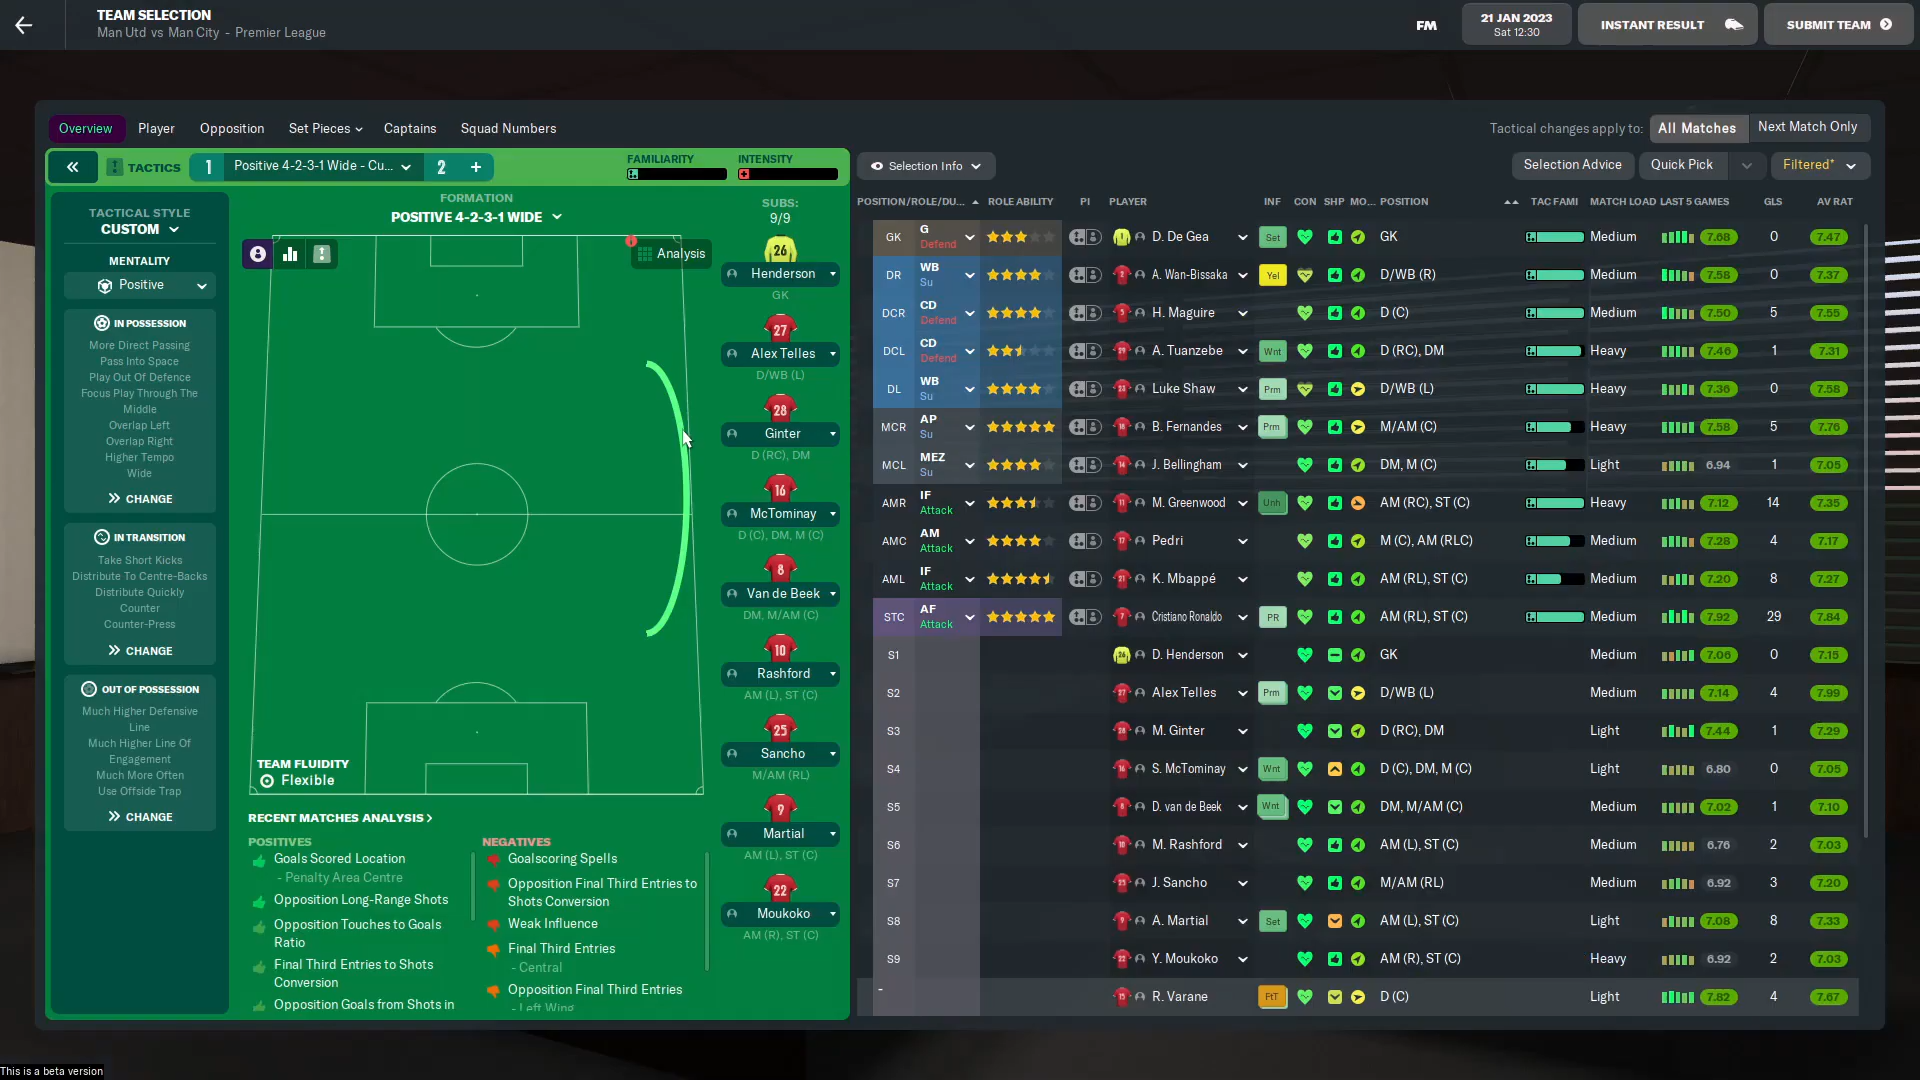 TEAM SELECTION
Man Utd vs Man City - Premier League
FM
21 JAN 2023
Sat 12:30
INSTANT RESULT
SUBMIT TEAM
Overview Player Opposition Set Pieces Captains Squad Numbers
Tactical changes apply to: All Matches Next Match Only
TACTICS 1 Positive 4-2-3-1 Wide - Cu... 2 +
FAMILIARITY INTENSITY
Selection Info
Selection Advice Quick Pick Filtered*
TACTICAL STYLE
CUSTOM
MENTALITY
Positive
IN POSSESSION
More Direct Passing
Pass Into Space
Play Out Of Defence
Focus Play Through The
Middle
Overlap Left
Overlap Right
Higher Tempo
Wide
CHANGE
IN TRANSITION
Take Short Kicks
Distribute To Centre-Backs
Distribute Quickly
Counter
Counter-Press
CHANGE
OUT OF POSSESSION
Much Higher Defensive
Line
Much Higher Line Of
Engagement
Much More Often
Use Offside Trap
CHANGE
FORMATION
POSITIVE 4-2-3-1 WIDE
Analysis
TEAM FLUIDITY
Flexible
RECENT MATCHES ANALYSIS >
POSITIVES
Goals Scored Location
- Penalty Area Centre
Opposition Long-Range Shots
Opposition Touches to Goals
Ratio
Final Third Entries to Shots
Conversion
Opposition Goals from Shots in
NEGATIVES
Goalscoring Spells
Opposition Final Third Entries to
Shots Conversion
Weak Influence
Final Third Entries
- Central
Opposition Final Third Entries
- Left Wing
SUBS:
9/9
26
Henderson
GK
27
Alex Telles
D/WB (L)
28
Ginter
D (RC), DM
16
McTominay
D (C), DM, M (C)
8
Van de Beek
DM, M/AM (C)
10
Rashford
AM (L), ST (C)
25
Sancho
M/AM (RL)
9
Martial
AM (L), ST (C)
22
Moukoko
AM (R), ST (C)
POSITION/ROLE/DU... ROLE ABILITY PI PLAYER INF CON SHP MO... POSITION TAC FAMI MATCH LOAD LAST 5 GAMES GLS AV RAT
GK G Defend D. De Gea Set GK Medium 7.68 0 7.47
DR WB Su A. Wan-Bissaka Yel D/WB (R) Medium 7.58 0 7.37
DCR CD Defend H. Maguire D (C) Medium 7.50 5 7.55
DCL CD Defend A. Tuanzebe Wnt D (RC), DM Heavy 7.46 1 7.31
DL WB Su Luke Shaw Prm D/WB (L) Heavy 7.36 0 7.58
MCR AP Su B. Fernandes Prm M/AM (C) Heavy 7.58 5 7.76
MCL MEZ Su J. Bellingham DM, M (C) Light 6.94 1 7.05
AMR IF Attack M. Greenwood Unh AM (RC), ST (C) Heavy 7.12 14 7.35
AMC AM Attack Pedri M (C), AM (RLC) Medium 7.28 4 7.17
AML IF Attack K. Mbappé AM (RL), ST (C) Medium 7.20 8 7.27
STC AF Attack Cristiano Ronaldo PR AM (RL), ST (C) Medium 7.92 29 7.84
S1 D. Henderson GK Medium 7.06 0 7.15
S2 Alex Telles Prm D/WB (L) Medium 7.14 4 7.99
S3 M. Ginter D (RC), DM Light 7.44 1 7.29
S4 S. McTominay Wnt D (C), DM, M (C) Light 6.80 0 7.05
S5 D. van de Beek Wnt DM, M/AM (C) Medium 7.02 1 7.10
S6 M. Rashford AM (L), ST (C) Medium 6.76 2 7.03
S7 J. Sancho M/AM (RL) Medium 6.92 3 7.20
S8 A. Martial Set AM (L), ST (C) Light 7.08 8 7.33
S9 Y. Moukoko AM (R), ST (C) Heavy 6.92 2 7.03
- R. Varane FtT D (C) Light 7.82 4 7.67
This is a beta version